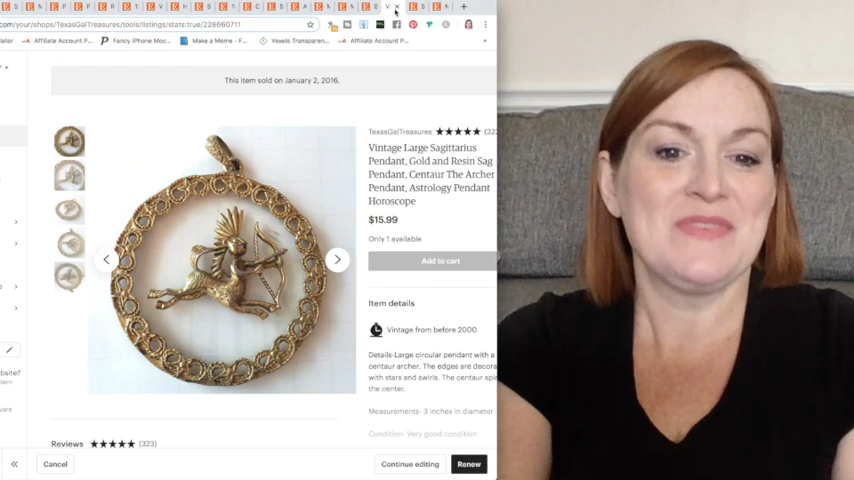 com/your/shops/TexasGalTreasures/tools/listings/stats:true/228660711
Affiliate Account P...
Fancy iPhone Moc...
Make a Meme - F...
Vexels Transparen...
Affiliate Account P...
This item sold on January 2, 2016.
TexasGalTreasures ★★★★★ (323
Vintage Large Sagittarius
Pendant, Gold and Resin Sag
Pendant, Centaur The Archer
Pendant, Astrology Pendant
Horoscope
$15.99
Only 1 available
Add to cart
Item details
Vintage from before 2000
Details-Large circular pendant with a
centaur archer. The edges are decora
with stars and swirls. The centaur spi
the center.
Measurements- 3 inches in diameter
Condition- Very good condition
Reviews ★★★★★ (323)
Cancel
Continue editing
Renew